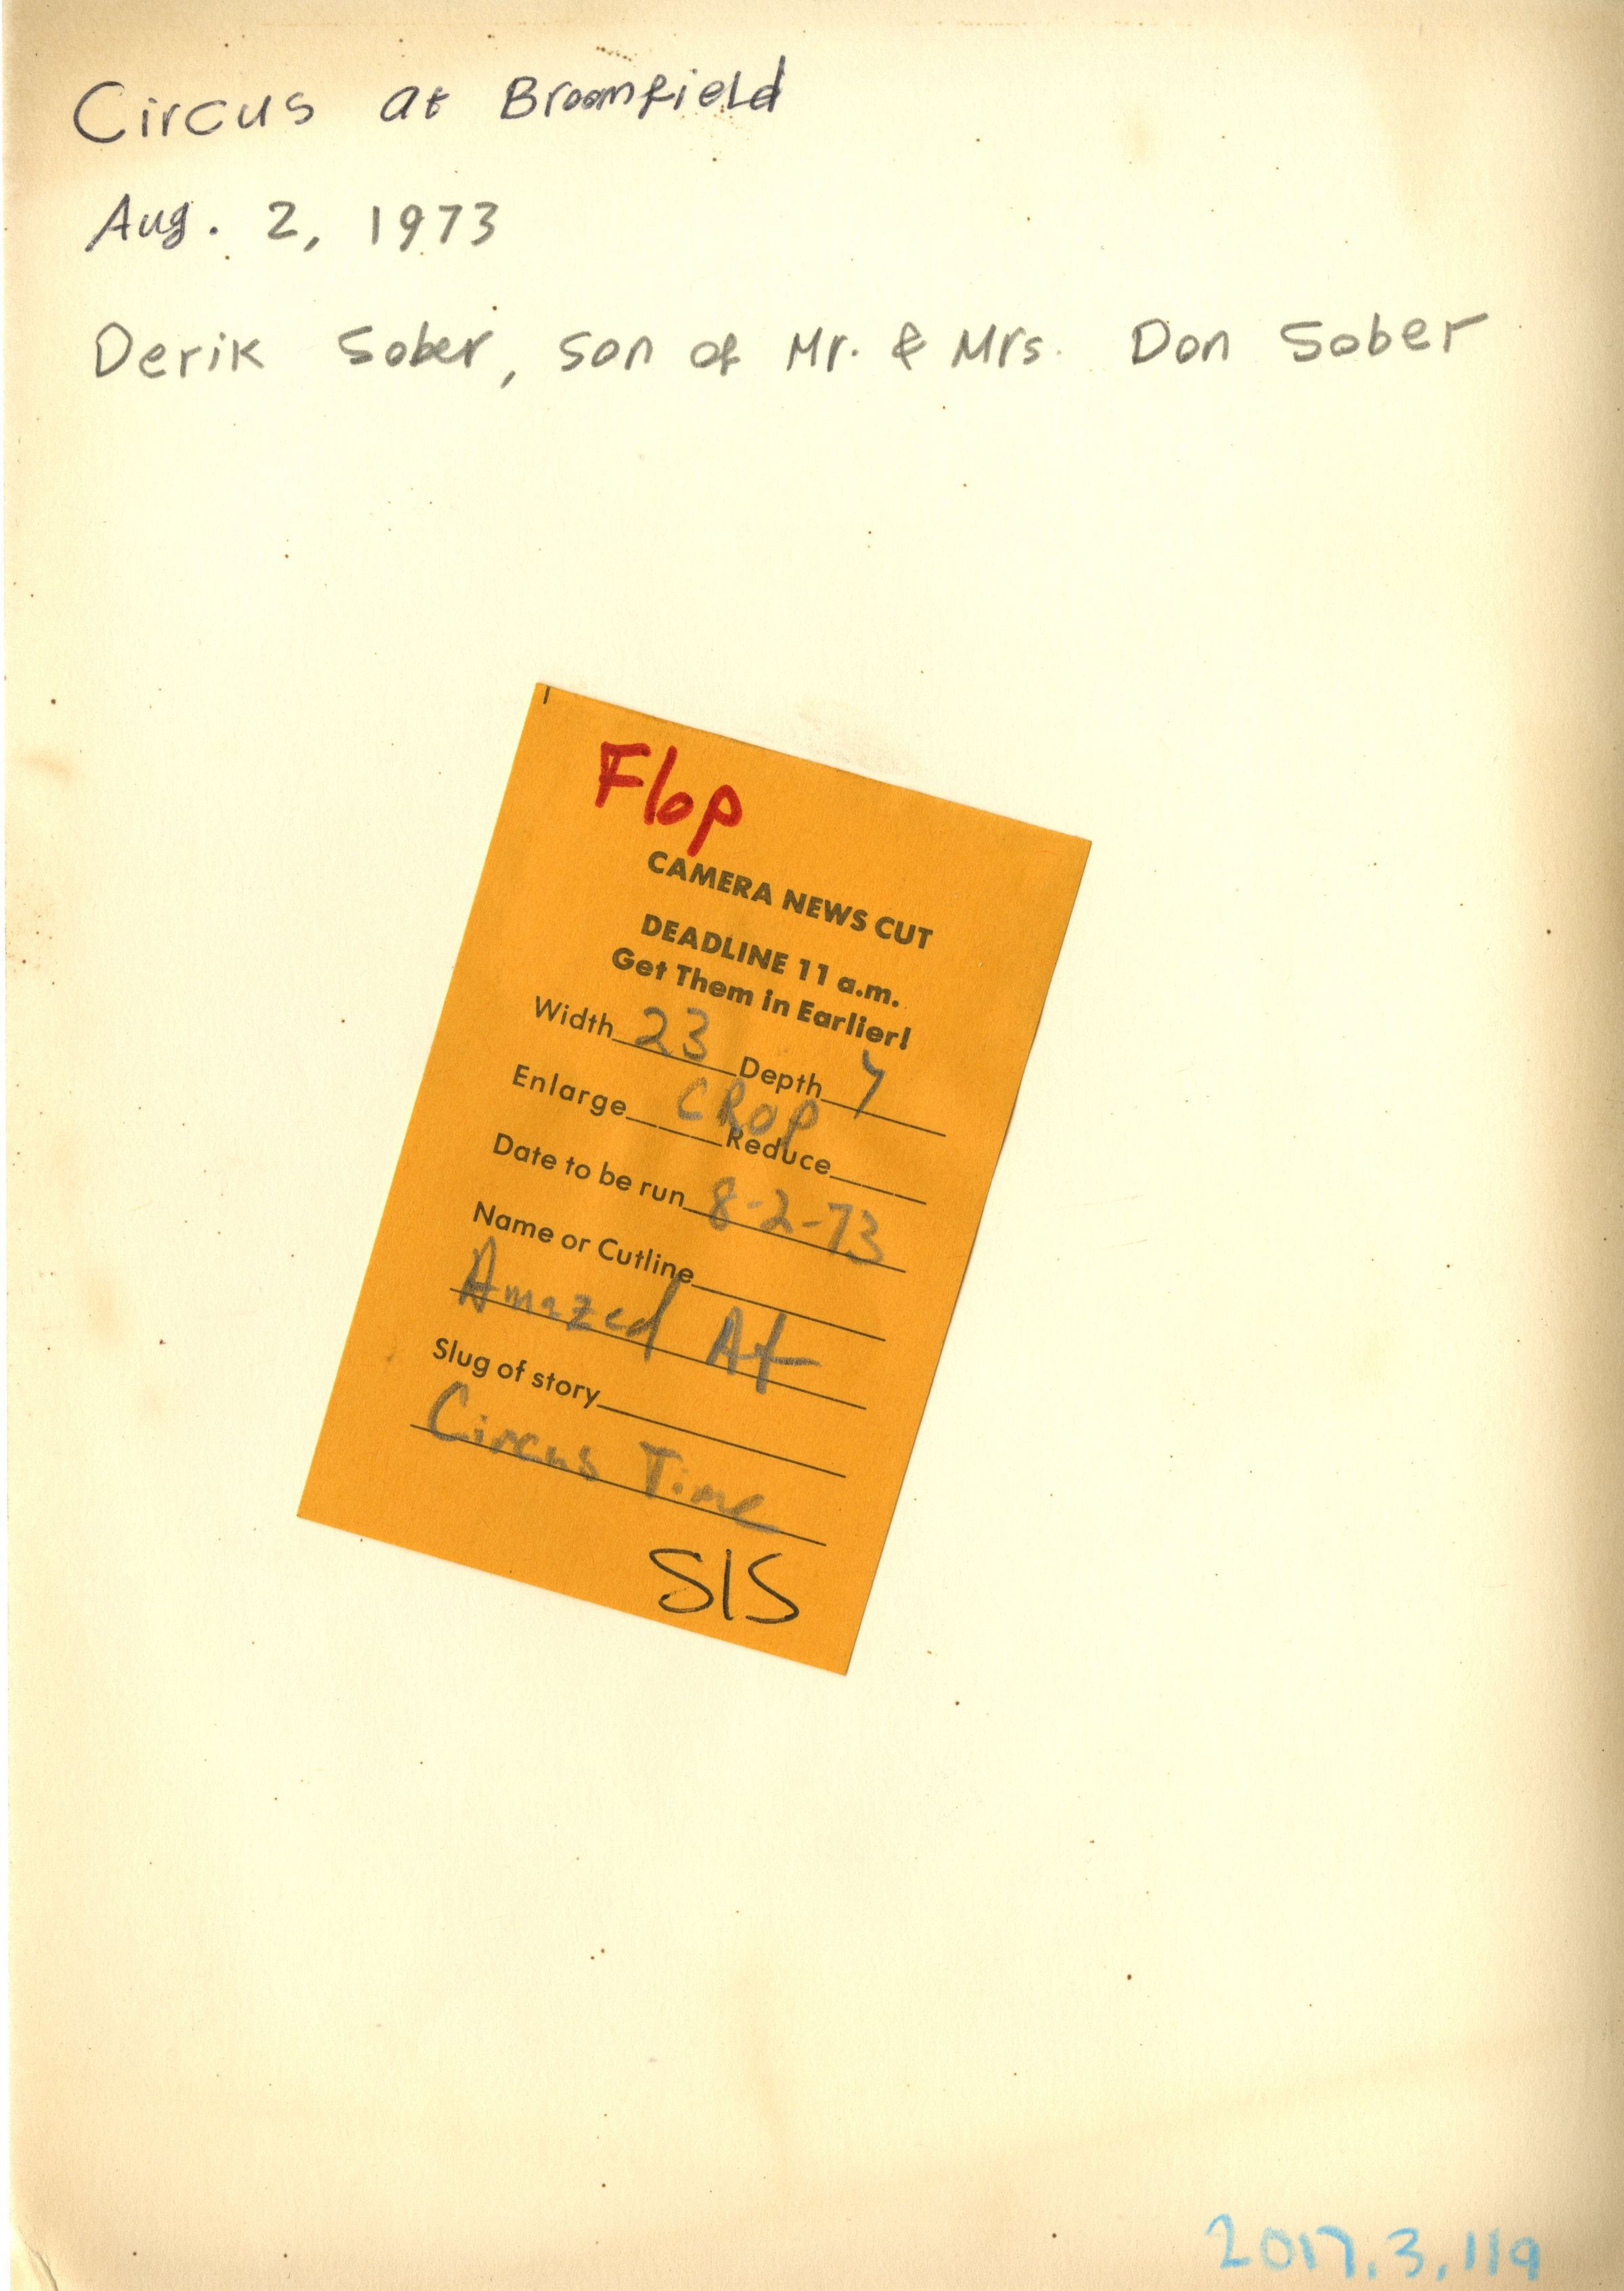 Circus at Broomfield
Aug. 2, 1973
Derik Sober, son of Mr. & Mrs. Don Sober
Flop
CAMERA NEWS CUT
DEADLINE 11 a.m.
Get Them in Earlier!
Width 23 Depth Y
CROP
Enlarge Reduce
Date to be run 8-2-73
Name or Cutline
Amazed At
Slug of story
Circus Time
SIS
2017.3.119